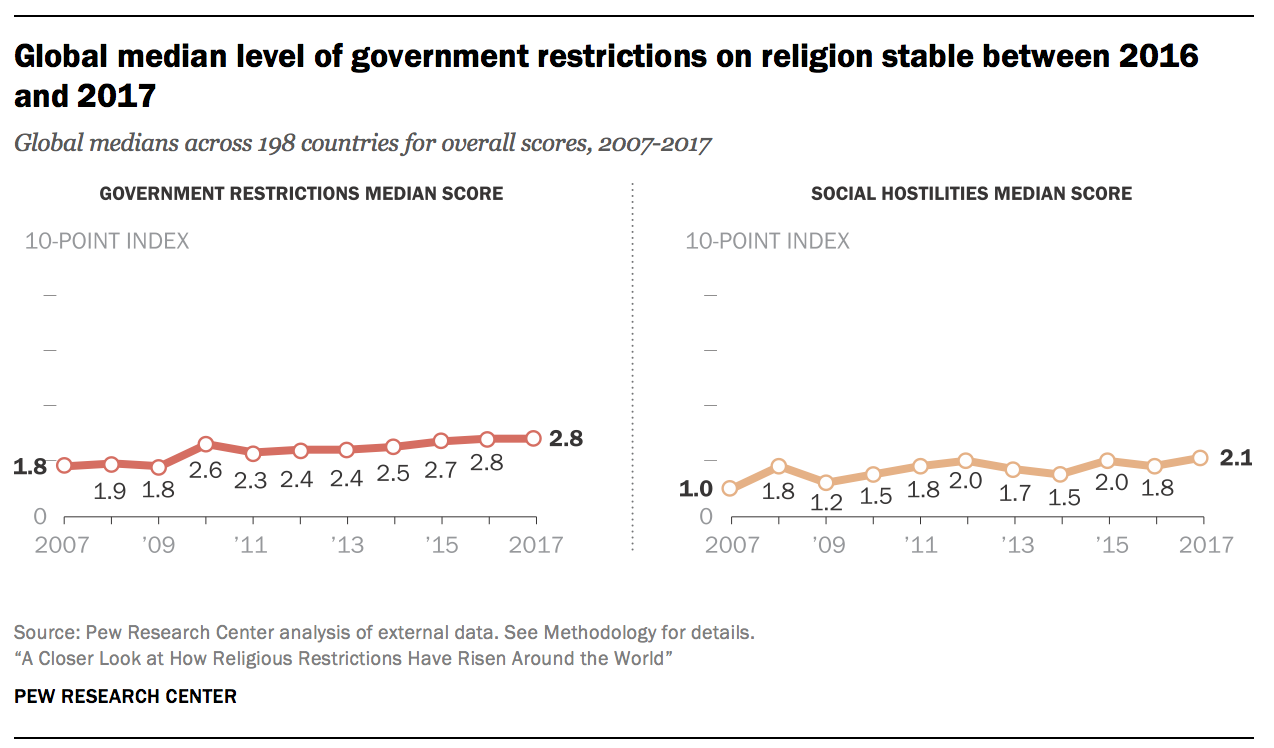 Global median level of government restrictions on religion stable between 2016
and 2017
Global medians across 198 countries for overall scores, 2007-2017
GOVERNMENT RESTRICTIONS MEDIAN SCORE
10-POINT INDEX
1.8
1.9
1.8
2.6
2.3
2.4
2.4
2.5
2.7
2.8
2.8
0
2007 ’09 ’11 ’13 ’15 2017
SOCIAL HOSTILITIES MEDIAN SCORE
10-POINT INDEX
1.0
1.8
1.2
1.5
1.8
2.0
1.7
1.5
2.0
1.8
2.1
0
2007 ’09 ’11 ’13 ’15 2017
Source: Pew Research Center analysis of external data. See Methodology for details.
“A Closer Look at How Religious Restrictions Have Risen Around the World”
PEW RESEARCH CENTER